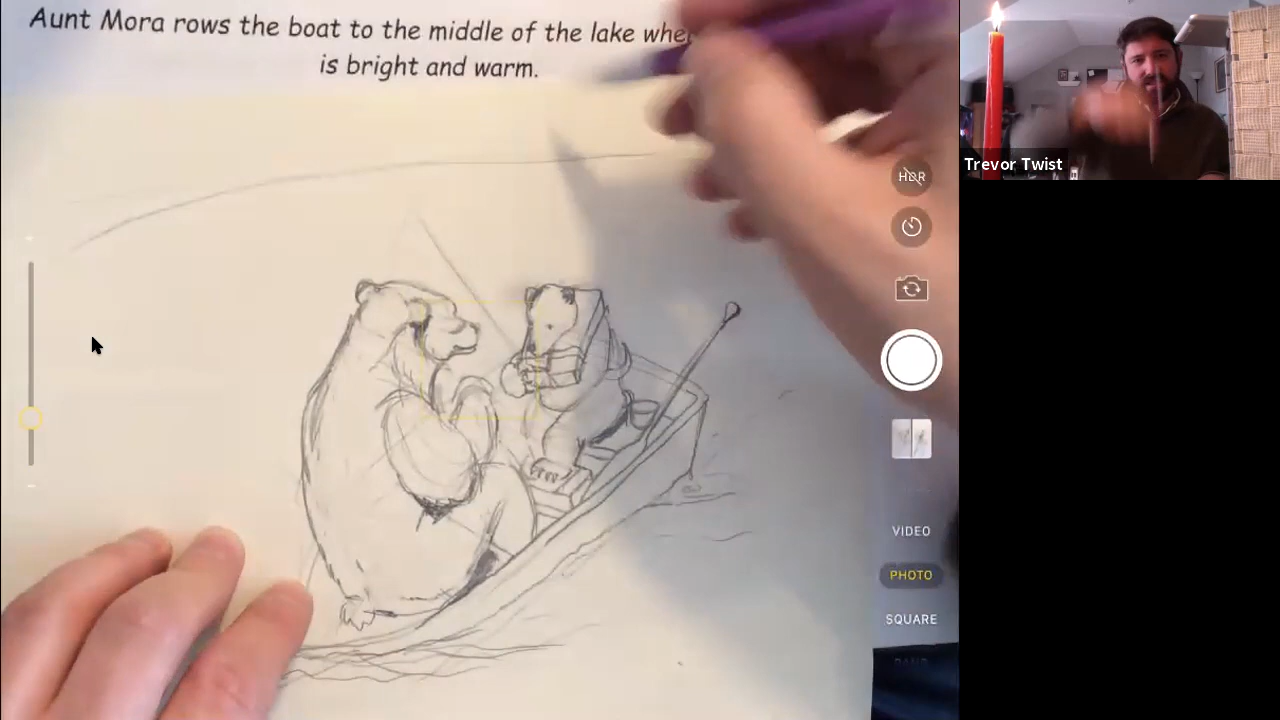 Aunt Mora rows the boat to the middle of the lake
is bright and warm.
Trevor Twist
HDR
VIDEO
PHOTO
SQUARE